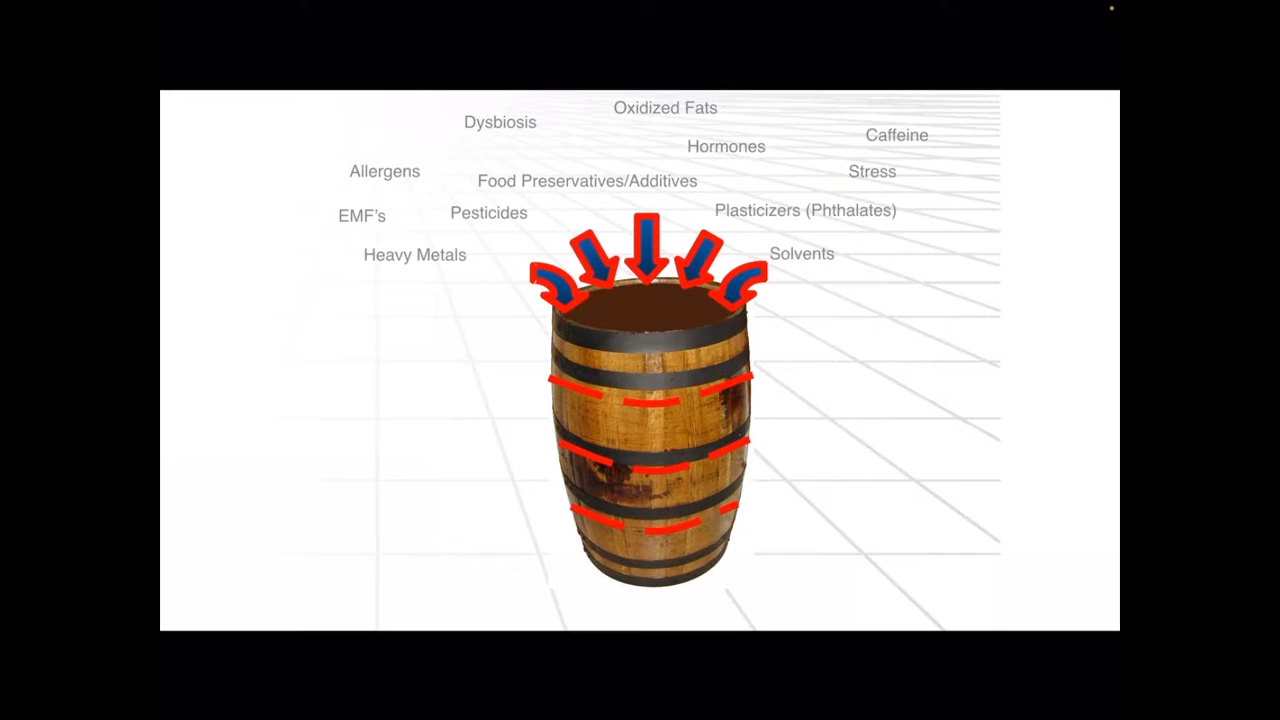 Oxidized Fats
Dysbiosis
Caffeine
Hormones
Allergens
Stress
Food Preservatives/Additives
EMF's
Pesticides
Plasticizers (Phthalates)
Heavy Metals
Solvents